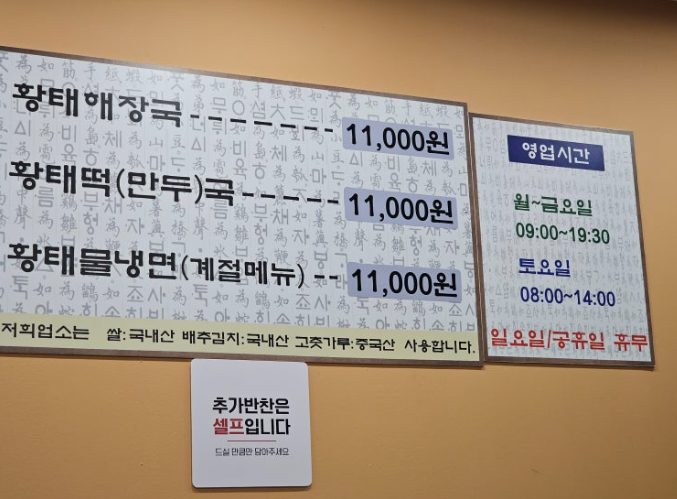 황태해장국 - - - - - - - 11,000원
황태떡(만두)국 - - - - - 11,000원
황태물냉면(계절메뉴) - - 11,000원
저희업소는 쌀:국내산 배추김치:국내산 고춧가루:중국산 사용합니다.
영업시간
월~금요일
09:00~19:30
토요일
08:00~14:00
일요일/공휴일 휴무
추가반찬은
셀프입니다
드실 만큼만 담아주세요